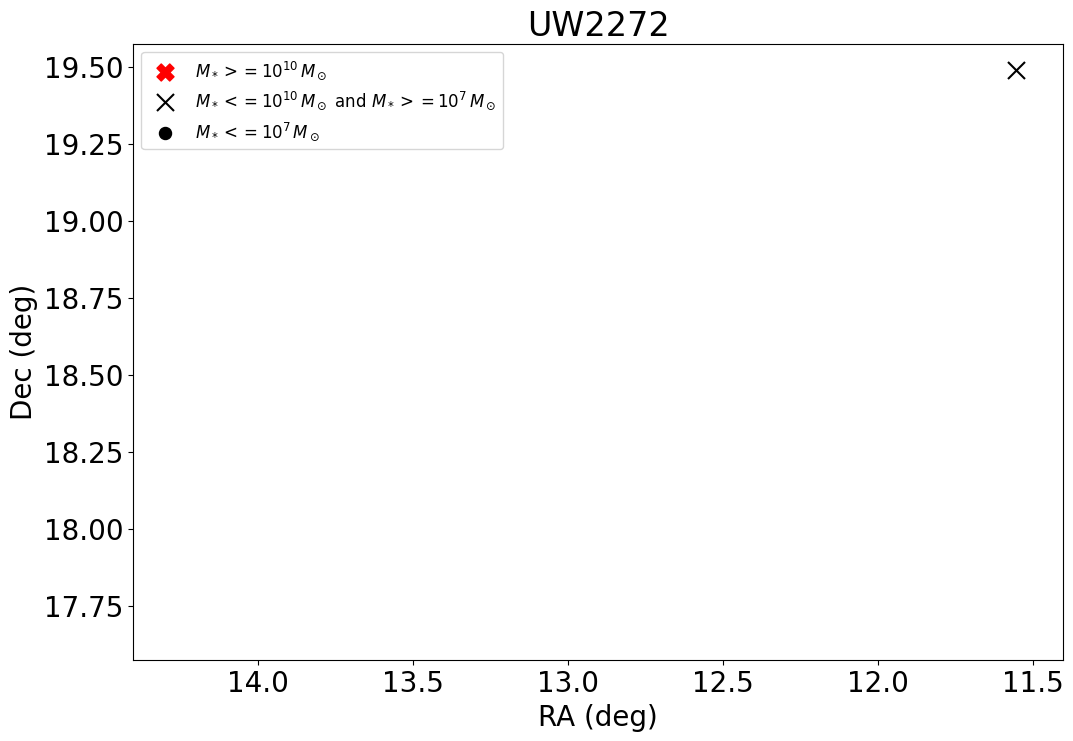 UW2272
M* >= 10^10 M⊙
M* <= 10^10 M⊙ and M* >= 10^7 M⊙
M* <= 10^7 M⊙
19.50
19.25
19.00
18.75
18.50
18.25
18.00
17.75
Dec (deg)
14.0 13.5 13.0 12.5 12.0 11.5
RA (deg)